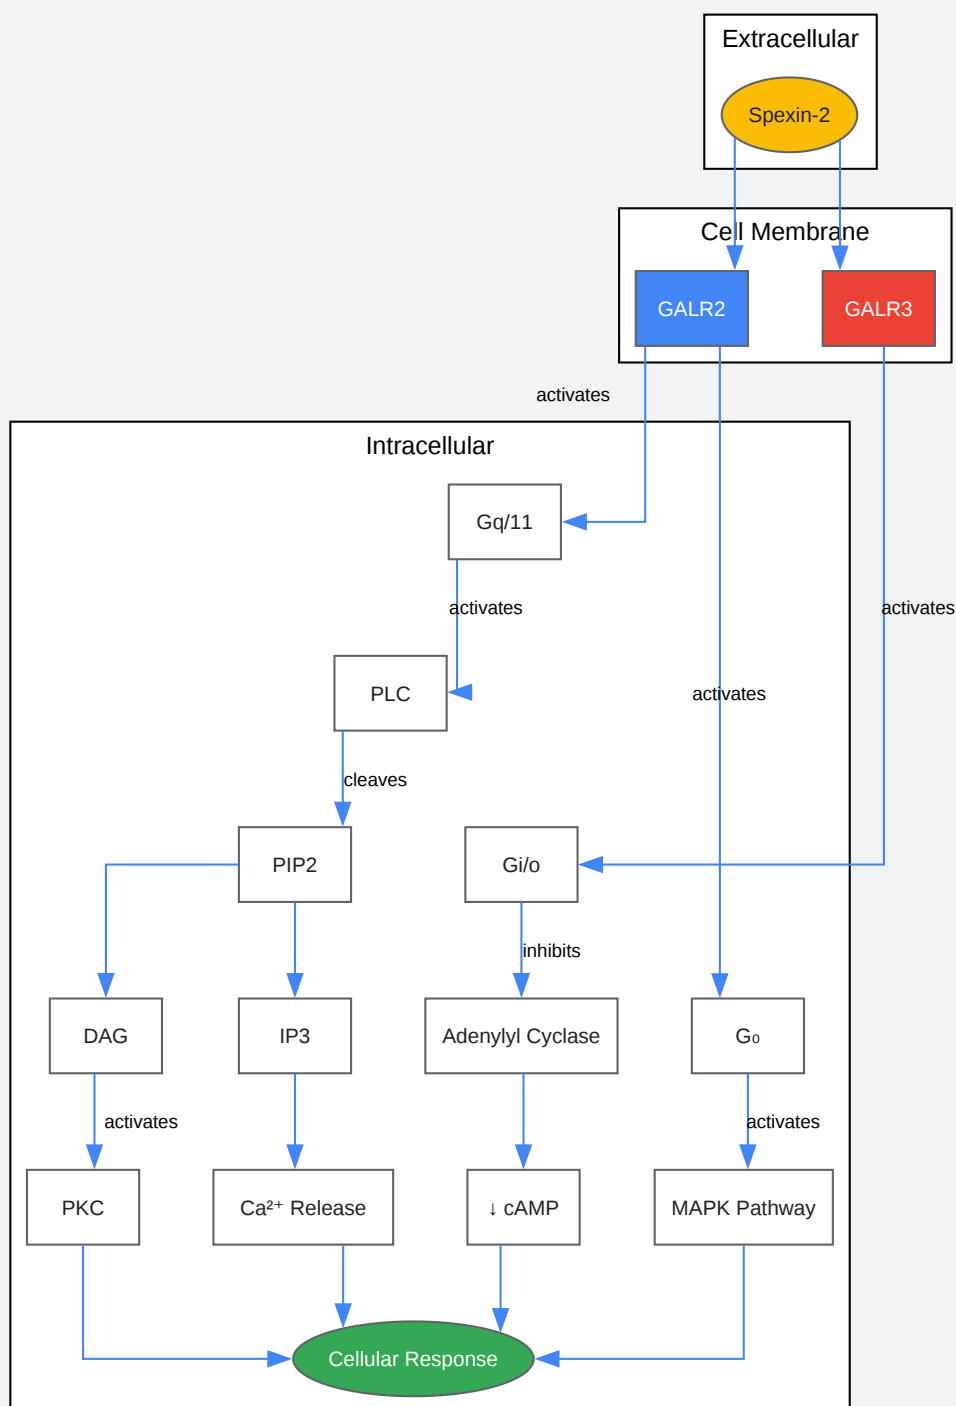 Extracellular
Spexin-2
Cell Membrane
GALR2
GALR3
activates
Intracellular
Gq/11
activates
activates
PLC
activates
cleaves
PIP2
Gi/o
inhibits
DAG
IP3
Adenylyl Cyclase
Gₒ
activates
activates
PKC
Ca²⁺ Release
↓ cAMP
MAPK Pathway
Cellular Response